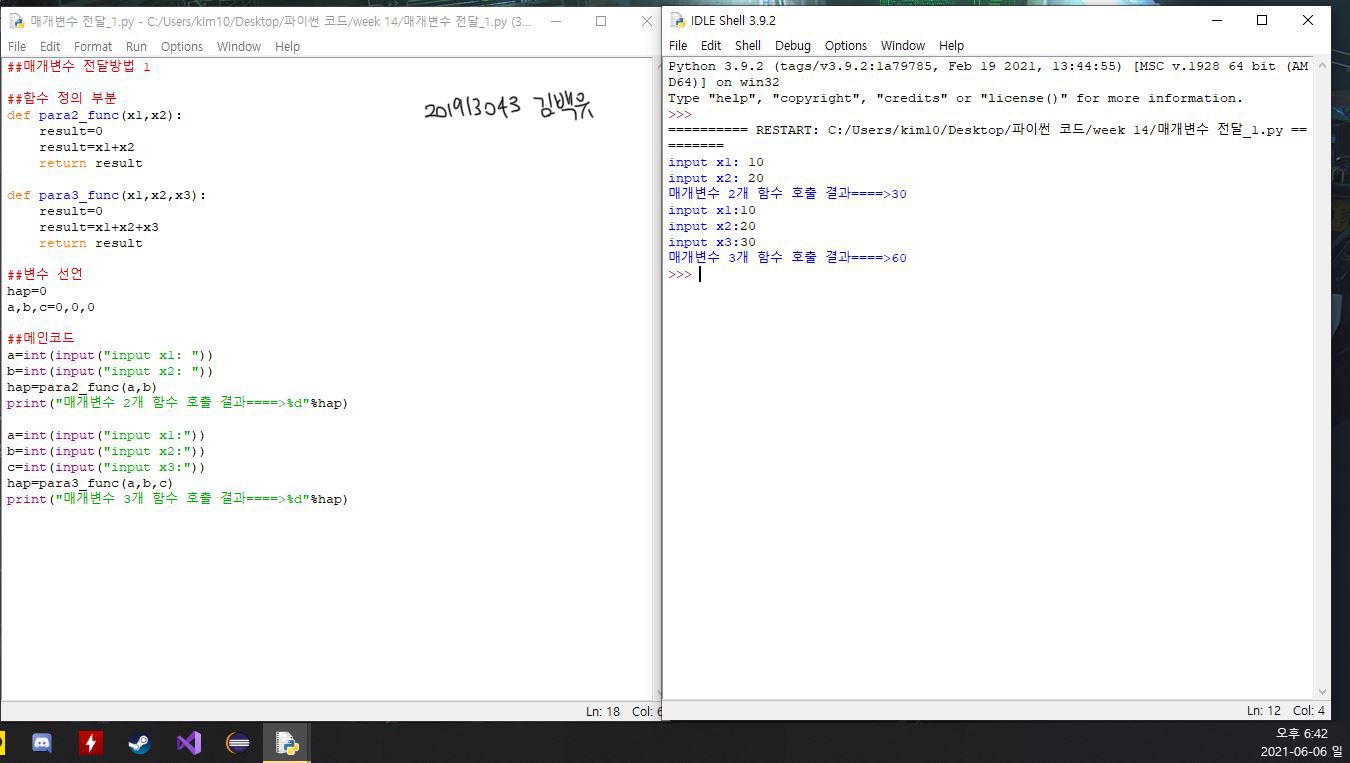 매개변수 전달_1.py - C:/Users/kim10/Desktop/파이썬 코드/week 14/매개변수 전달_1.py (3...
File Edit Format Run Options Window Help
##매개변수 전달방법 1
##함수 정의 부분
def para2_func(x1,x2):
    result=0
    result=x1+x2
    return result
def para3_func(x1,x2,x3):
    result=0
    result=x1+x2+x3
    return result
##변수 선언
hap=0
a,b,c=0,0,0
##메인코드
a=int(input("input x1: "))
b=int(input("input x2: "))
hap=para2_func(a,b)
print("매개변수 2개 함수 호출 결과====>%d"%hap)
a=int(input("input x1:"))
b=int(input("input x2:"))
c=int(input("input x3:"))
hap=para3_func(a,b,c)
print("매개변수 3개 함수 호출 결과====>%d"%hap)
201913043 김백유
Ln: 18 Col: 6
IDLE Shell 3.9.2
File Edit Shell Debug Options Window Help
Python 3.9.2 (tags/v3.9.2:1a79785, Feb 19 2021, 13:44:55) [MSC v.1928 64 bit (AM
D64)] on win32
Type "help", "copyright", "credits" or "license()" for more information.
>>>
========== RESTART: C:/Users/kim10/Desktop/파이썬 코드/week 14/매개변수 전달_1.py ==
=======
input x1: 10
input x2: 20
매개변수 2개 함수 호출 결과====>30
input x1:10
input x2:20
input x3:30
매개변수 3개 함수 호출 결과====>60
>>>
Ln: 12 Col: 4
오후 6:42
2021-06-06 일